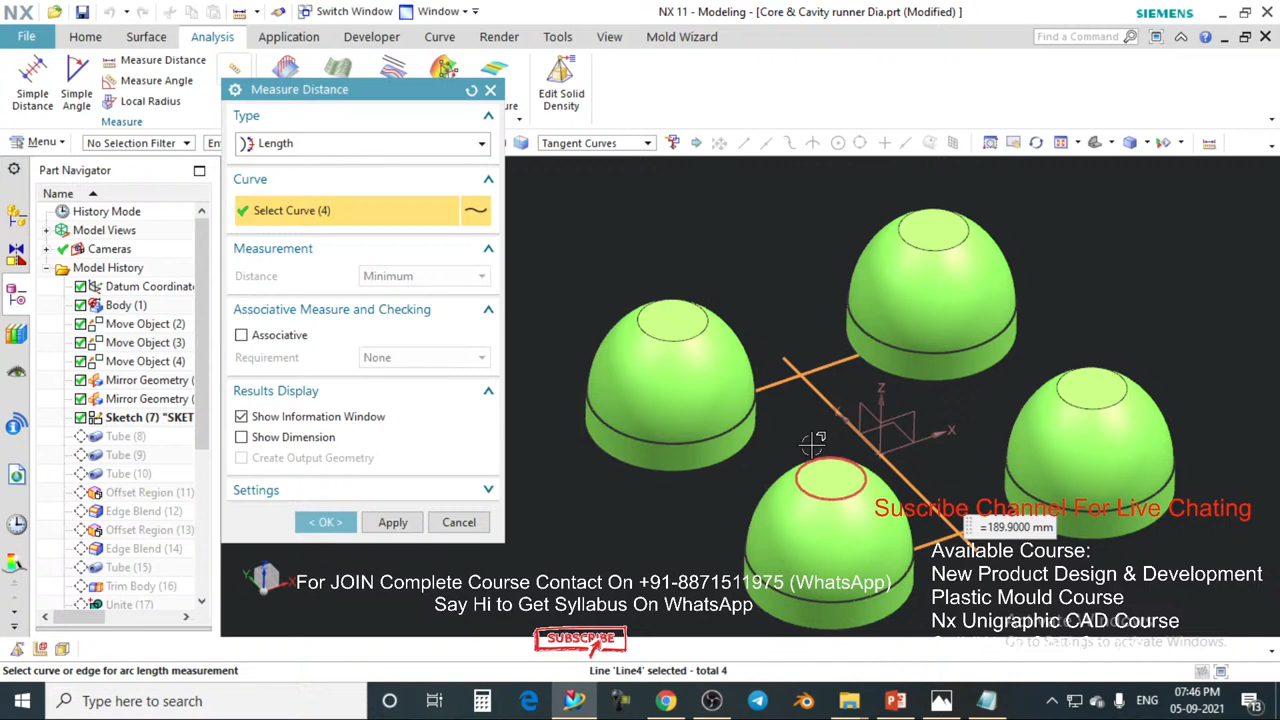 NX
Switch Window
Window
NX 11 - Modeling - [Core & Cavity runner Dia.prt (Modified) ]
SIEMENS
File
Home
Surface
Analysis
Application
Developer
Curve
Render
Tools
View
Mold Wizard
Find a Command
Simple Distance
Simple Angle
Measure Distance
Measure Angle
Local Radius
Measure
Edit Solid Density
Menu
No Selection Filter
Tangent Curves
Part Navigator
Name
History Mode
Model Views
Cameras
Model History
Datum Coordinat
Body (1)
Move Object (2)
Move Object (3)
Move Object (4)
Mirror Geometry (
Mirror Geometry (
Sketch (7) "SKET
Tube (8)
Tube (9)
Tube (10)
Offset Region (11)
Edge Blend (12)
Offset Region (13)
Edge Blend (14)
Tube (15)
Trim Body (16)
Unite (17)
Measure Distance
Type
Length
Curve
Select Curve (4)
Measurement
Distance
Minimum
Associative Measure and Checking
Associative
Requirement
None
Results Display
Show Information Window
Show Dimension
Create Output Geometry
Settings
< OK >
Apply
Cancel
Z
X
Y
=189.9000 mm
Suscribe Channel For Live Chating
Available Course:
New Product Design & Development
Plastic Mould Course
Nx Unigraphic CAD Course
Go to Settings to activate Windows.
For JOIN Complete Course Contact On +91-8871511975 (WhatsApp)
Say Hi to Get Syllabus On WhatsApp
SUBSCRIBE
Select curve or edge for arc length measurement
Line 'Line4' selected - total 4
Type here to search
ENG
07:46 PM
05-09-2021
13